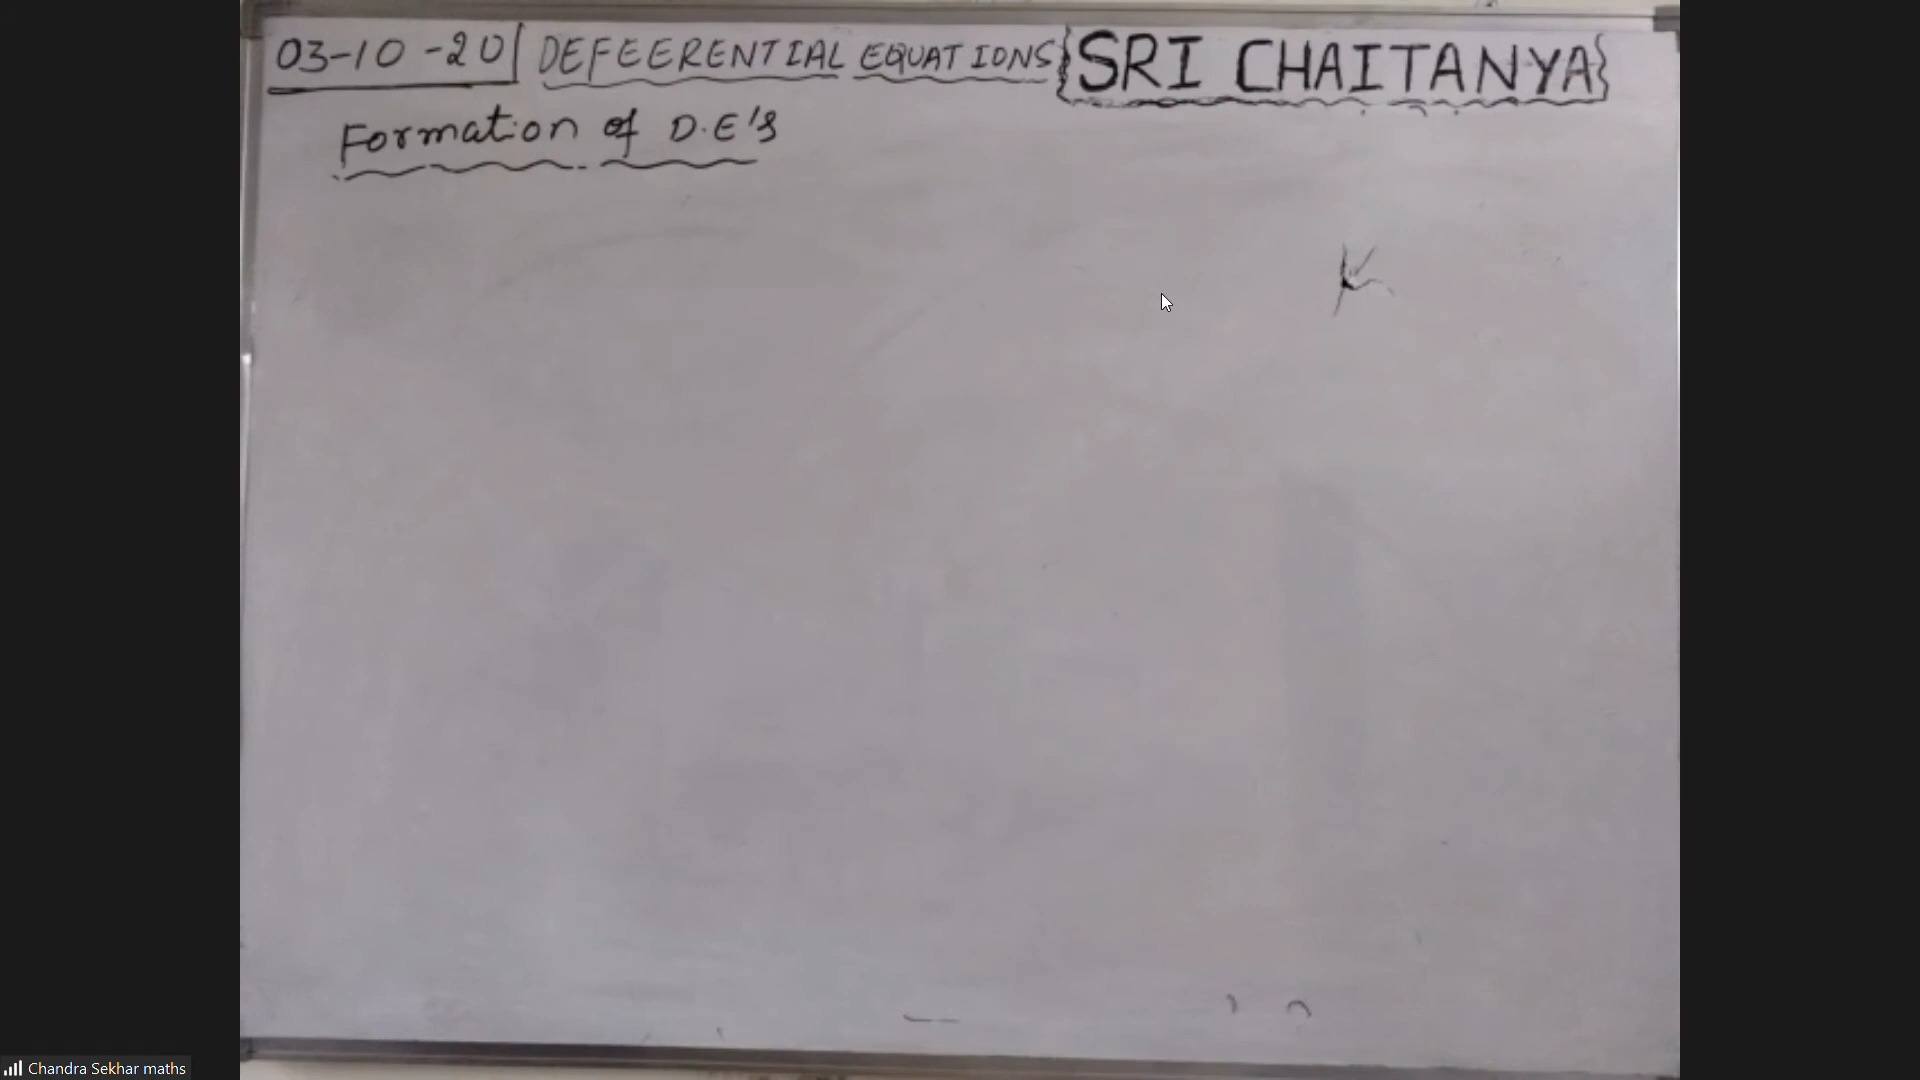 03-10-20 DEFEERENTIAL EQUATIONS {SRI CHAITANYA}
Formation of D.E's
K
Chandra Sekhar maths